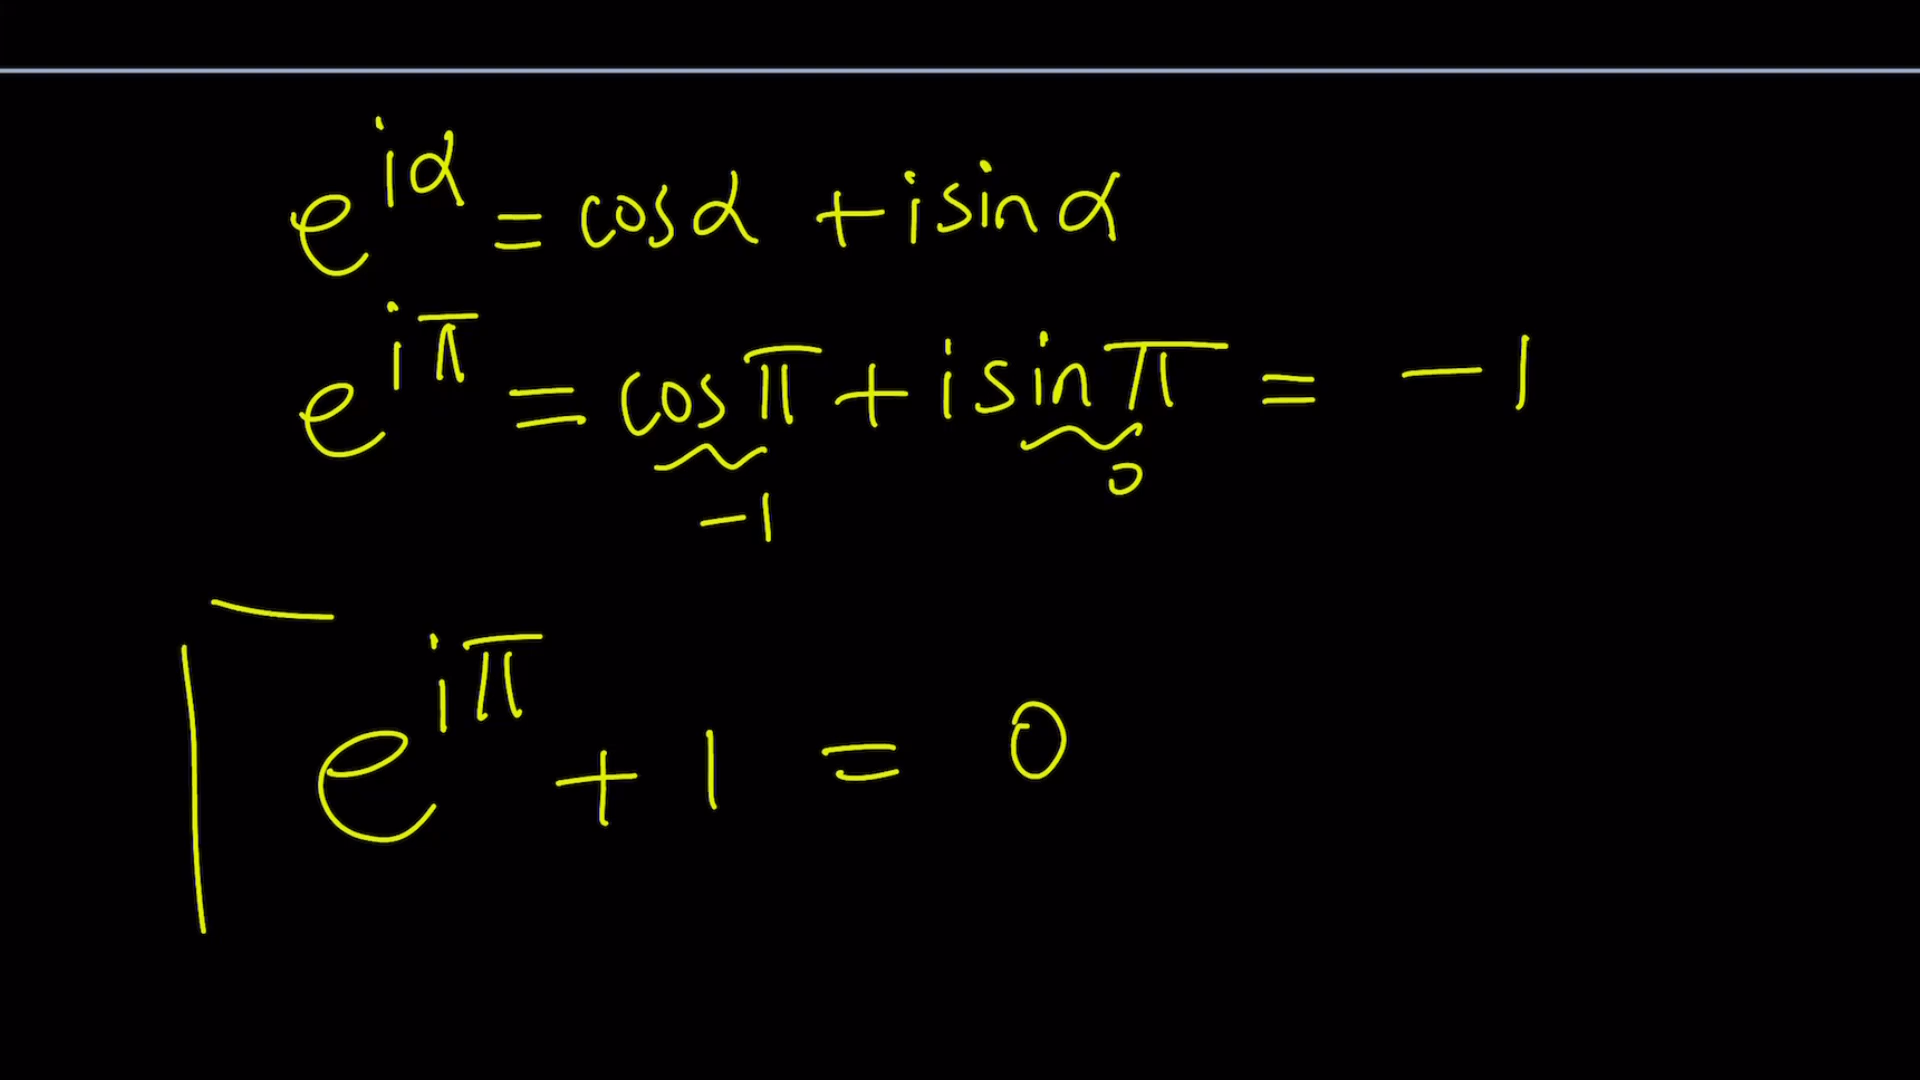 e^{iα} = cos α + i sin α
e^{iπ} = cos π + i sin π = -1
-1 0
e^{iπ} + 1 = 0